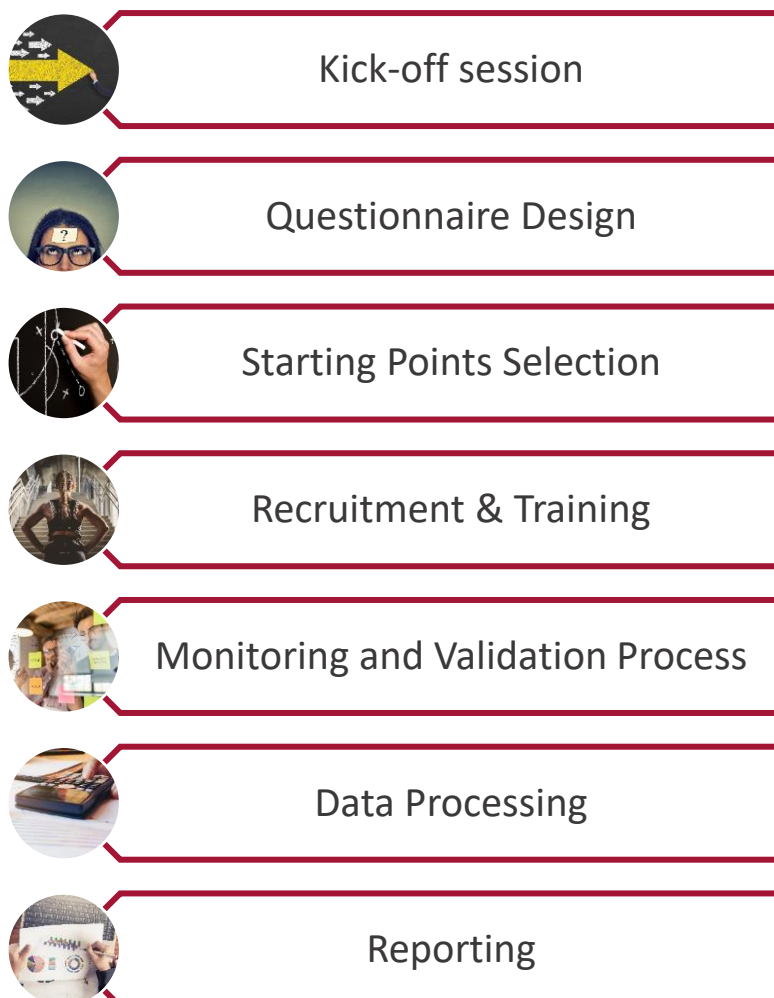 Kick-off session
?
Questionnaire Design
Starting Points Selection
Recruitment & Training
Monitoring and Validation Process
Data Processing
Reporting